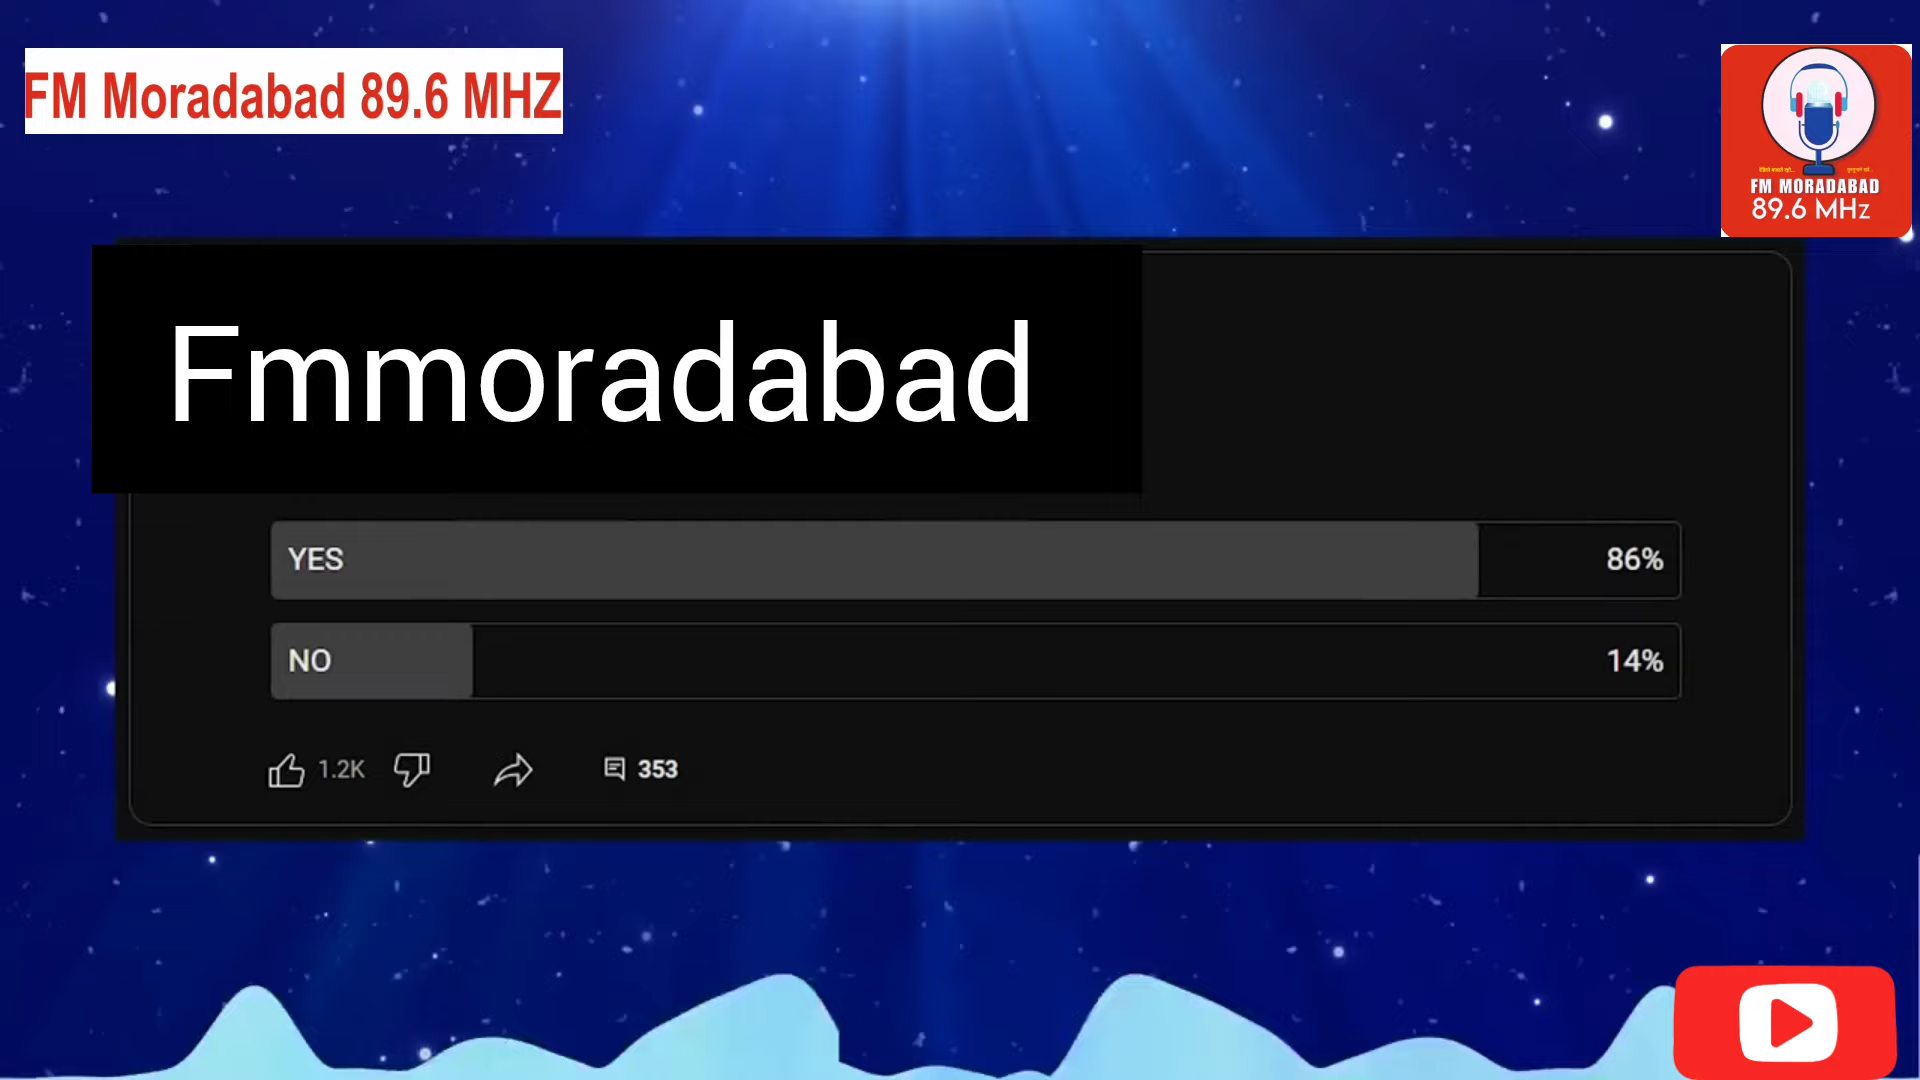 FM Moradabad 89.6 MHZ
FM MORADABAD
89.6 MHz
Fmmoradabad
YES 86%
NO 14%
1.2K 353